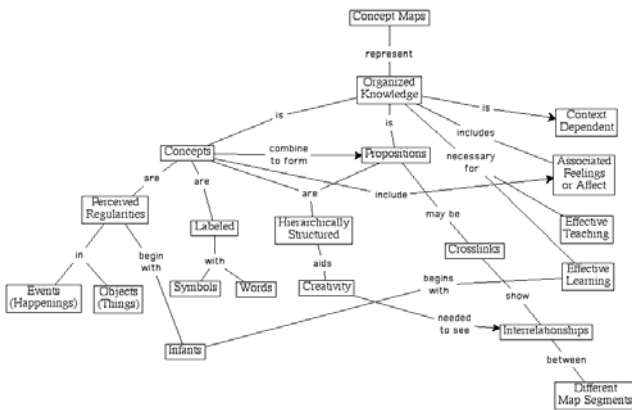 Concept Maps
represent
Organized
Knowledge
is
is
is
includes
necessary
for
Context
Dependent
Concepts
combine
to form
Propositions
Associated
Feelings
or Affect
are
are
are
include
Perceived
Regularities
Labeled
Hierarchically
Structured
may be
Effective
Teaching
in
begin
with
with
aids
Crosslinks
Events
(Happenings)
Objects
(Things)
Symbols
Words
Creativity
begins
with
Effective
Learning
show
needed
to see
Interrelationships
Infants
between
Different
Map Segments